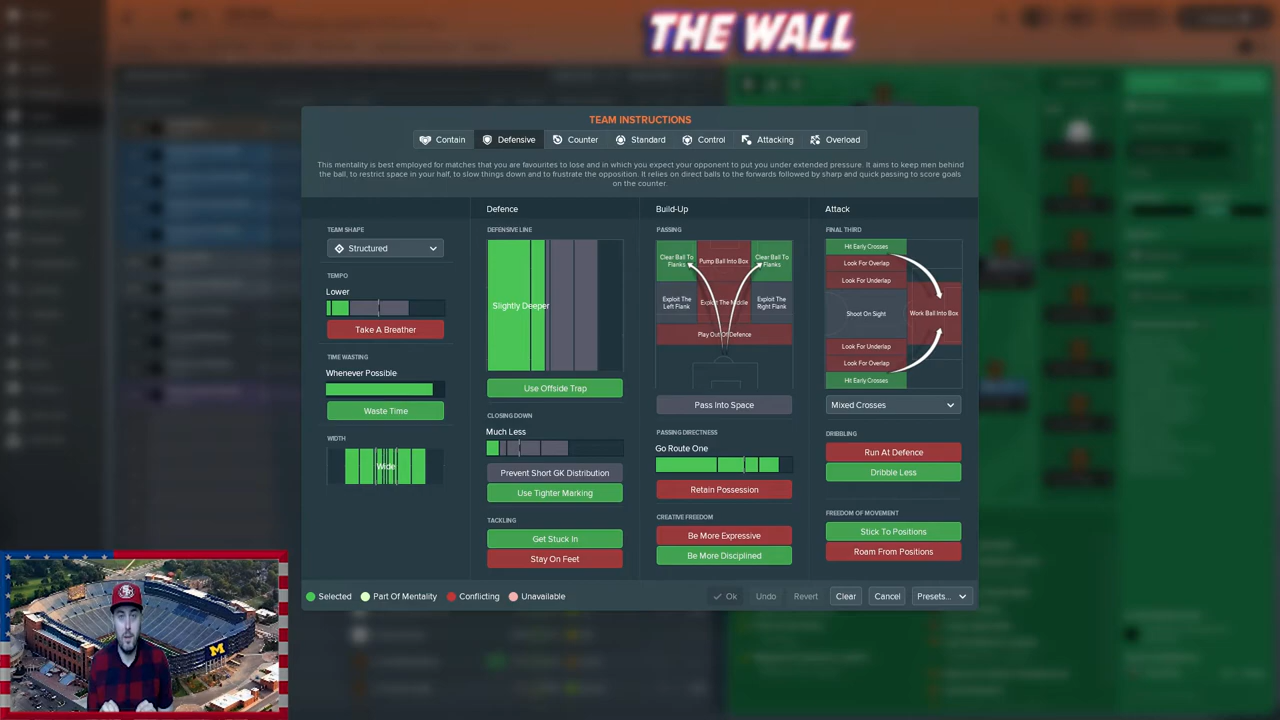 THE WALL
TEAM INSTRUCTIONS
Contain
Defensive
Counter
Standard
Control
Attacking
Overload
This mentality is best employed for matches that you are favourites to lose and in which you expect your opponent to put you under extended pressure. It aims to keep men
behind the ball, to restrict space in your half, to slow things down and to frustrate the opposition. It relies on direct balls to the forwards followed by sharp and quick passing to score goals
on the counter.
TEAM SHAPE
Structured
TEMPO
Lower
Take A Breather
TIME WASTING
Whenever Possible
Waste Time
WIDTH
Wide
Defence
DEFENSIVE LINE
Slightly Deeper
Use Offside Trap
CLOSING DOWN
Much Less
Prevent Short GK Distribution
Use Tighter Marking
TACKLING
Get Stuck In
Stay On Feet
Build-Up
PASSING
Clear Ball To
Flanks
Pump Ball Into Box
Clear Ball To
Flanks
Exploit The
Left Flank
Exploit The Middle
Exploit The
Right Flank
Play Out Of Defence
Pass Into Space
PASSING DIRECTNESS
Go Route One
Retain Possession
CREATIVE FREEDOM
Be More Expressive
Be More Disciplined
Attack
FINAL THIRD
Hit Early Crosses
Look For Overlap
Look For Underlap
Shoot On Sight
Work Ball Into Box
Look For Underlap
Look For Overlap
Hit Early Crosses
Mixed Crosses
DRIBBLING
Run At Defence
Dribble Less
FREEDOM OF MOVEMENT
Stick To Positions
Roam From Positions
Selected
Part Of Mentality
Conflicting
Unavailable
Ok
Undo
Revert
Clear
Cancel
Presets...
M